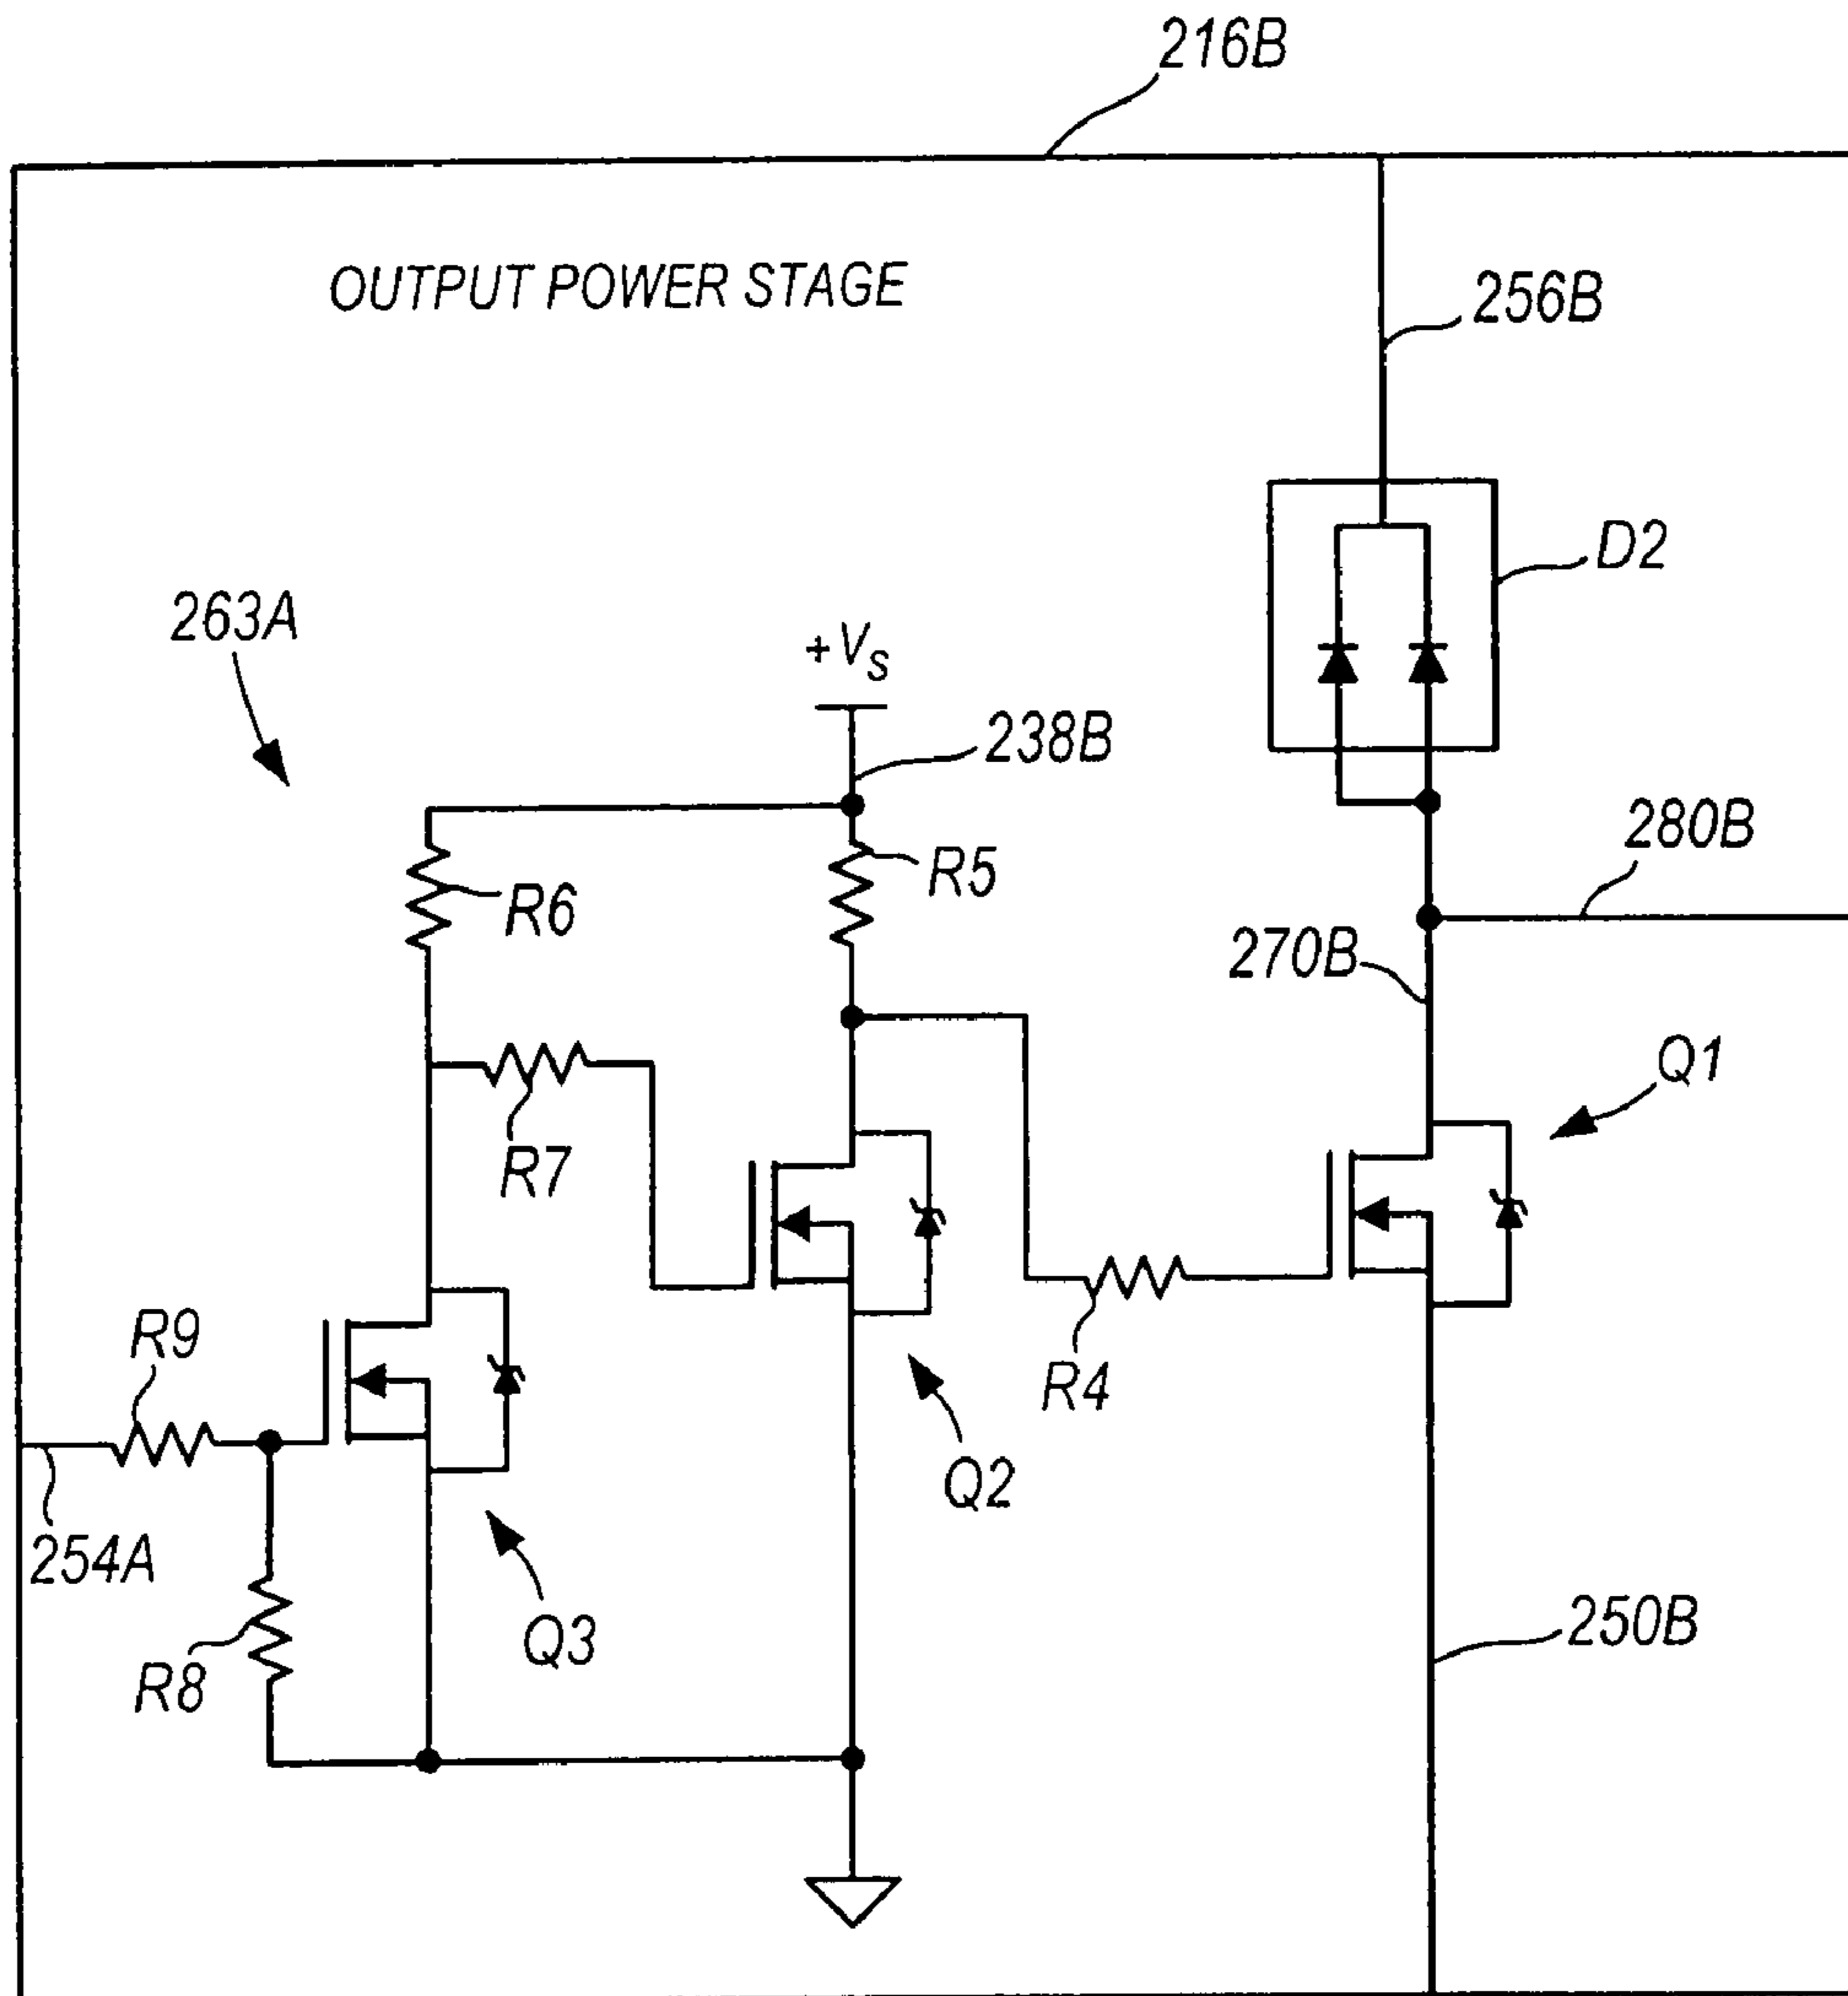 216B
OUTPUT POWER STAGE
256B
D2
263A
+VS
238B
R5
280B
R6
270B
Q1
R7
R9
R4
Q2
254A
Q3
250B
R8